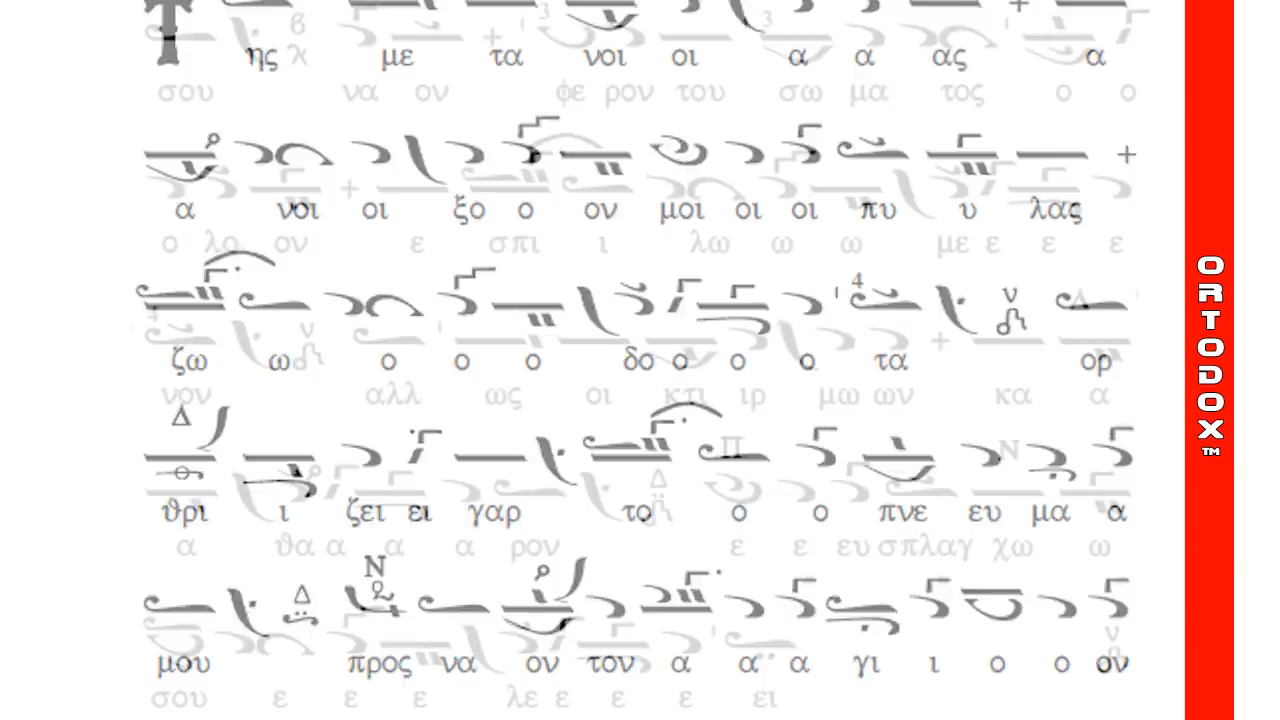 Της με τα νοι οι α α ας α
σου να ον φε ρον του σω μα τος ο ο
α νοι οι ξο ο ον μοι οι οι πυ υ λας
ο λο ον ε σπι ι λω ω ω με ε ε ε
ζω ω ο ο ο δο ο ο ο τα ορ
νον αλλ ως οι κτι ιρ μω ων κα α
θρι ι ζει ει γαρ το ο ο πνε ευ μα α
α θα α α α ρον ε ε ευ σπλαγ χω ω
μου προς να ον τον α α α γι ι ο ο ον
σου ε ε ε λε ε ε ε ει
ORTODOX™